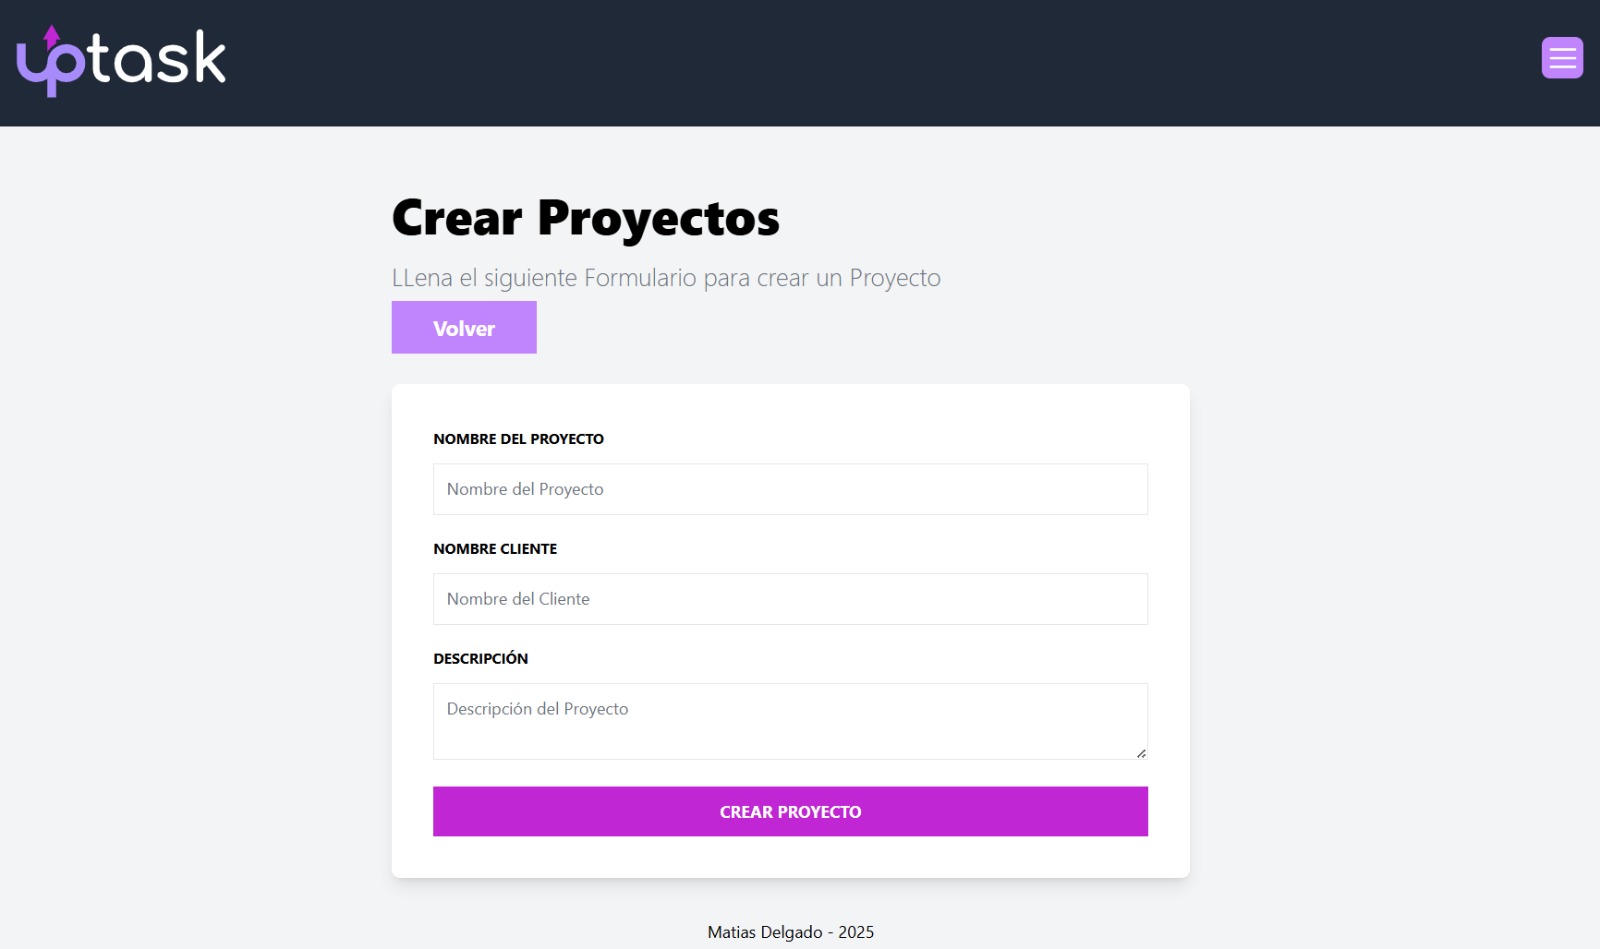 uptask
Crear Proyectos
LLena el siguiente Formulario para crear un Proyecto
Volver
NOMBRE DEL PROYECTO
Nombre del Proyecto
NOMBRE CLIENTE
Nombre del Cliente
DESCRIPCIÓN
Descripción del Proyecto
CREAR PROYECTO
Matias Delgado - 2025